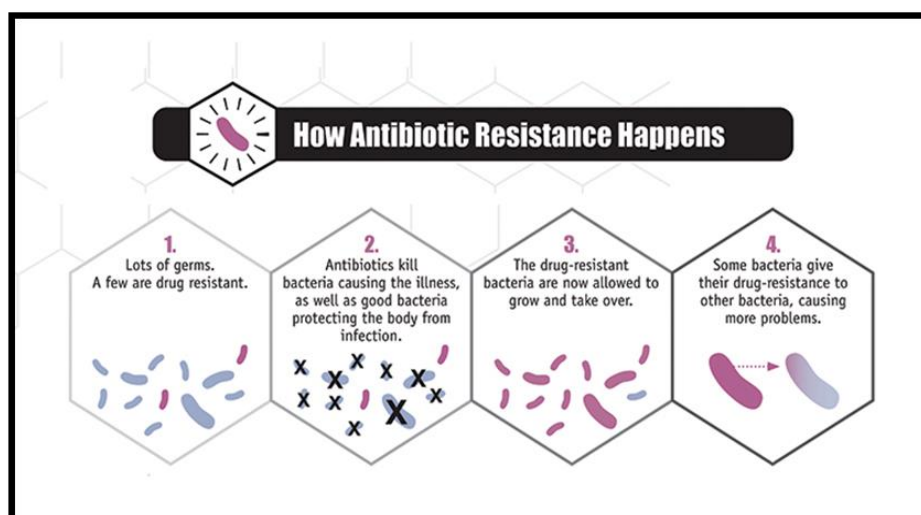 How Antibiotic Resistance Happens
1.
Lots of germs.
A few are drug resistant.
2.
Antibiotics kill
bacteria causing the illness,
as well as good bacteria
protecting the body from
infection.
3.
The drug-resistant
bacteria are now allowed to
grow and take over.
4.
Some bacteria give
their drug-resistance to
other bacteria, causing
more problems.